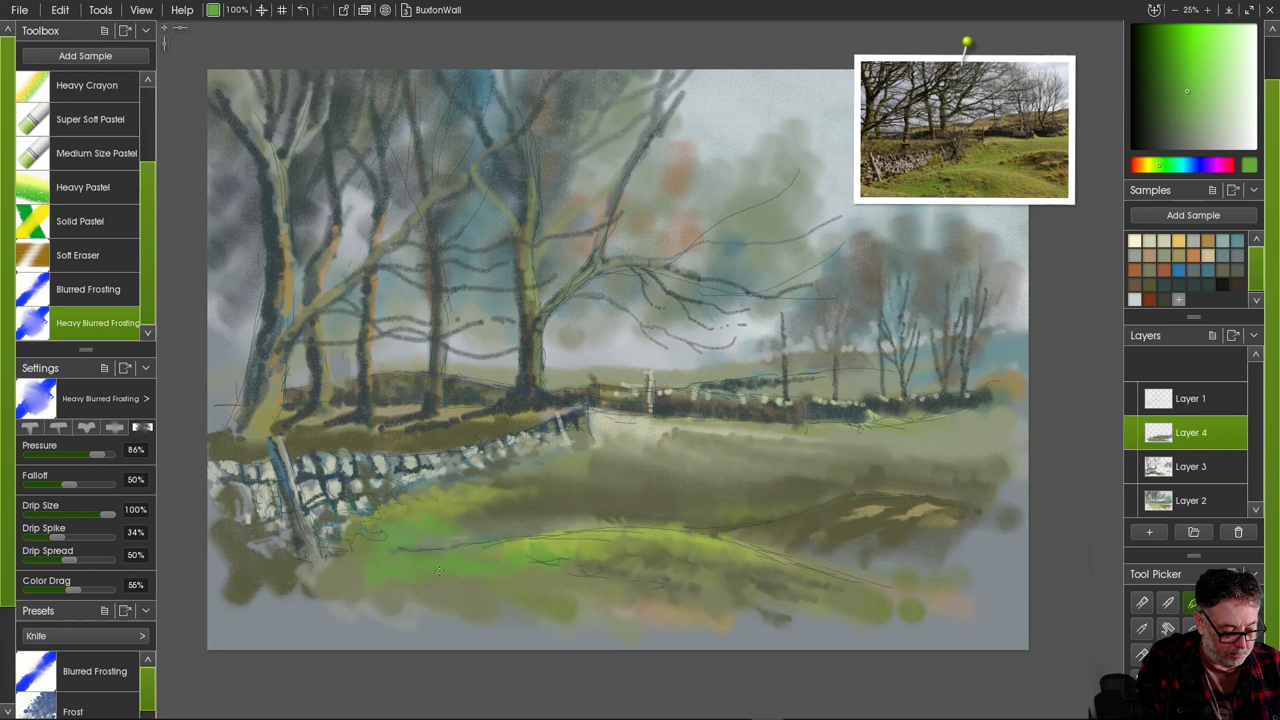 File Edit Tools View Help 100% BuxtonWall 25%
Toolbox
Add Sample
Heavy Crayon
Super Soft Pastel
Medium Size Pastel
Heavy Pastel
Solid Pastel
Soft Eraser
Blurred Frosting
Heavy Blurred Frosting
Settings
Heavy Blurred Frosting >
Pressure 86%
Falloff 50%
Drip Size 100%
Drip Spike 34%
Drip Spread 50%
Color Drag 55%
Presets
Knife >
Blurred Frosting
Frost
Samples
Add Sample
Layers
Layer 1
Layer 4
Layer 3
Layer 2
Tool Picker